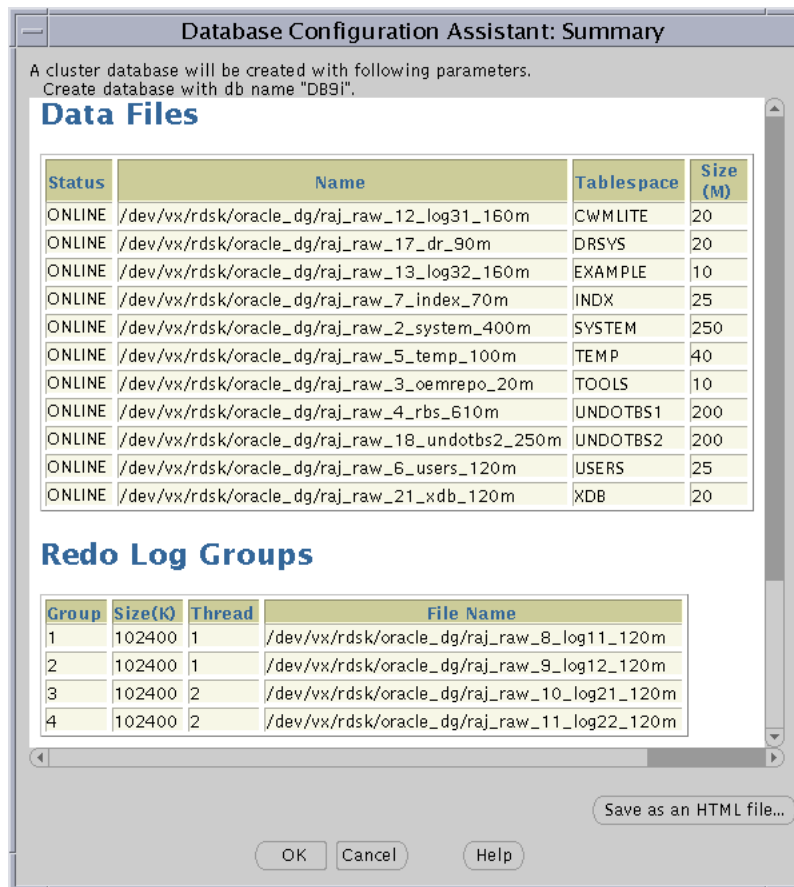 Database Configuration Assistant: Summary
A cluster database will be created with following parameters.
Create database with db name "DB9i".
Data Files
Status Name Tablespace Size (M)
ONLINE /dev/vx/rdsk/oracle_dg/raj_raw_12_log31_160m CWMLITE 20
ONLINE /dev/vx/rdsk/oracle_dg/raj_raw_17_dr_90m DRSYS 20
ONLINE /dev/vx/rdsk/oracle_dg/raj_raw_13_log32_160m EXAMPLE 10
ONLINE /dev/vx/rdsk/oracle_dg/raj_raw_7_index_70m INDX 25
ONLINE /dev/vx/rdsk/oracle_dg/raj_raw_2_system_400m SYSTEM 250
ONLINE /dev/vx/rdsk/oracle_dg/raj_raw_5_temp_100m TEMP 40
ONLINE /dev/vx/rdsk/oracle_dg/raj_raw_3_oemrepo_20m TOOLS 10
ONLINE /dev/vx/rdsk/oracle_dg/raj_raw_4_rbs_610m UNDOTBS1 200
ONLINE /dev/vx/rdsk/oracle_dg/raj_raw_18_undotbs2_250m UNDOTBS2 200
ONLINE /dev/vx/rdsk/oracle_dg/raj_raw_6_users_120m USERS 25
ONLINE /dev/vx/rdsk/oracle_dg/raj_raw_21_xdb_120m XDB 20
Redo Log Groups
Group Size(K) Thread File Name
1 102400 1 /dev/vx/rdsk/oracle_dg/raj_raw_8_log11_120m
2 102400 1 /dev/vx/rdsk/oracle_dg/raj_raw_9_log12_120m
3 102400 2 /dev/vx/rdsk/oracle_dg/raj_raw_10_log21_120m
4 102400 2 /dev/vx/rdsk/oracle_dg/raj_raw_11_log22_120m
Save as an HTML file...
OK Cancel Help